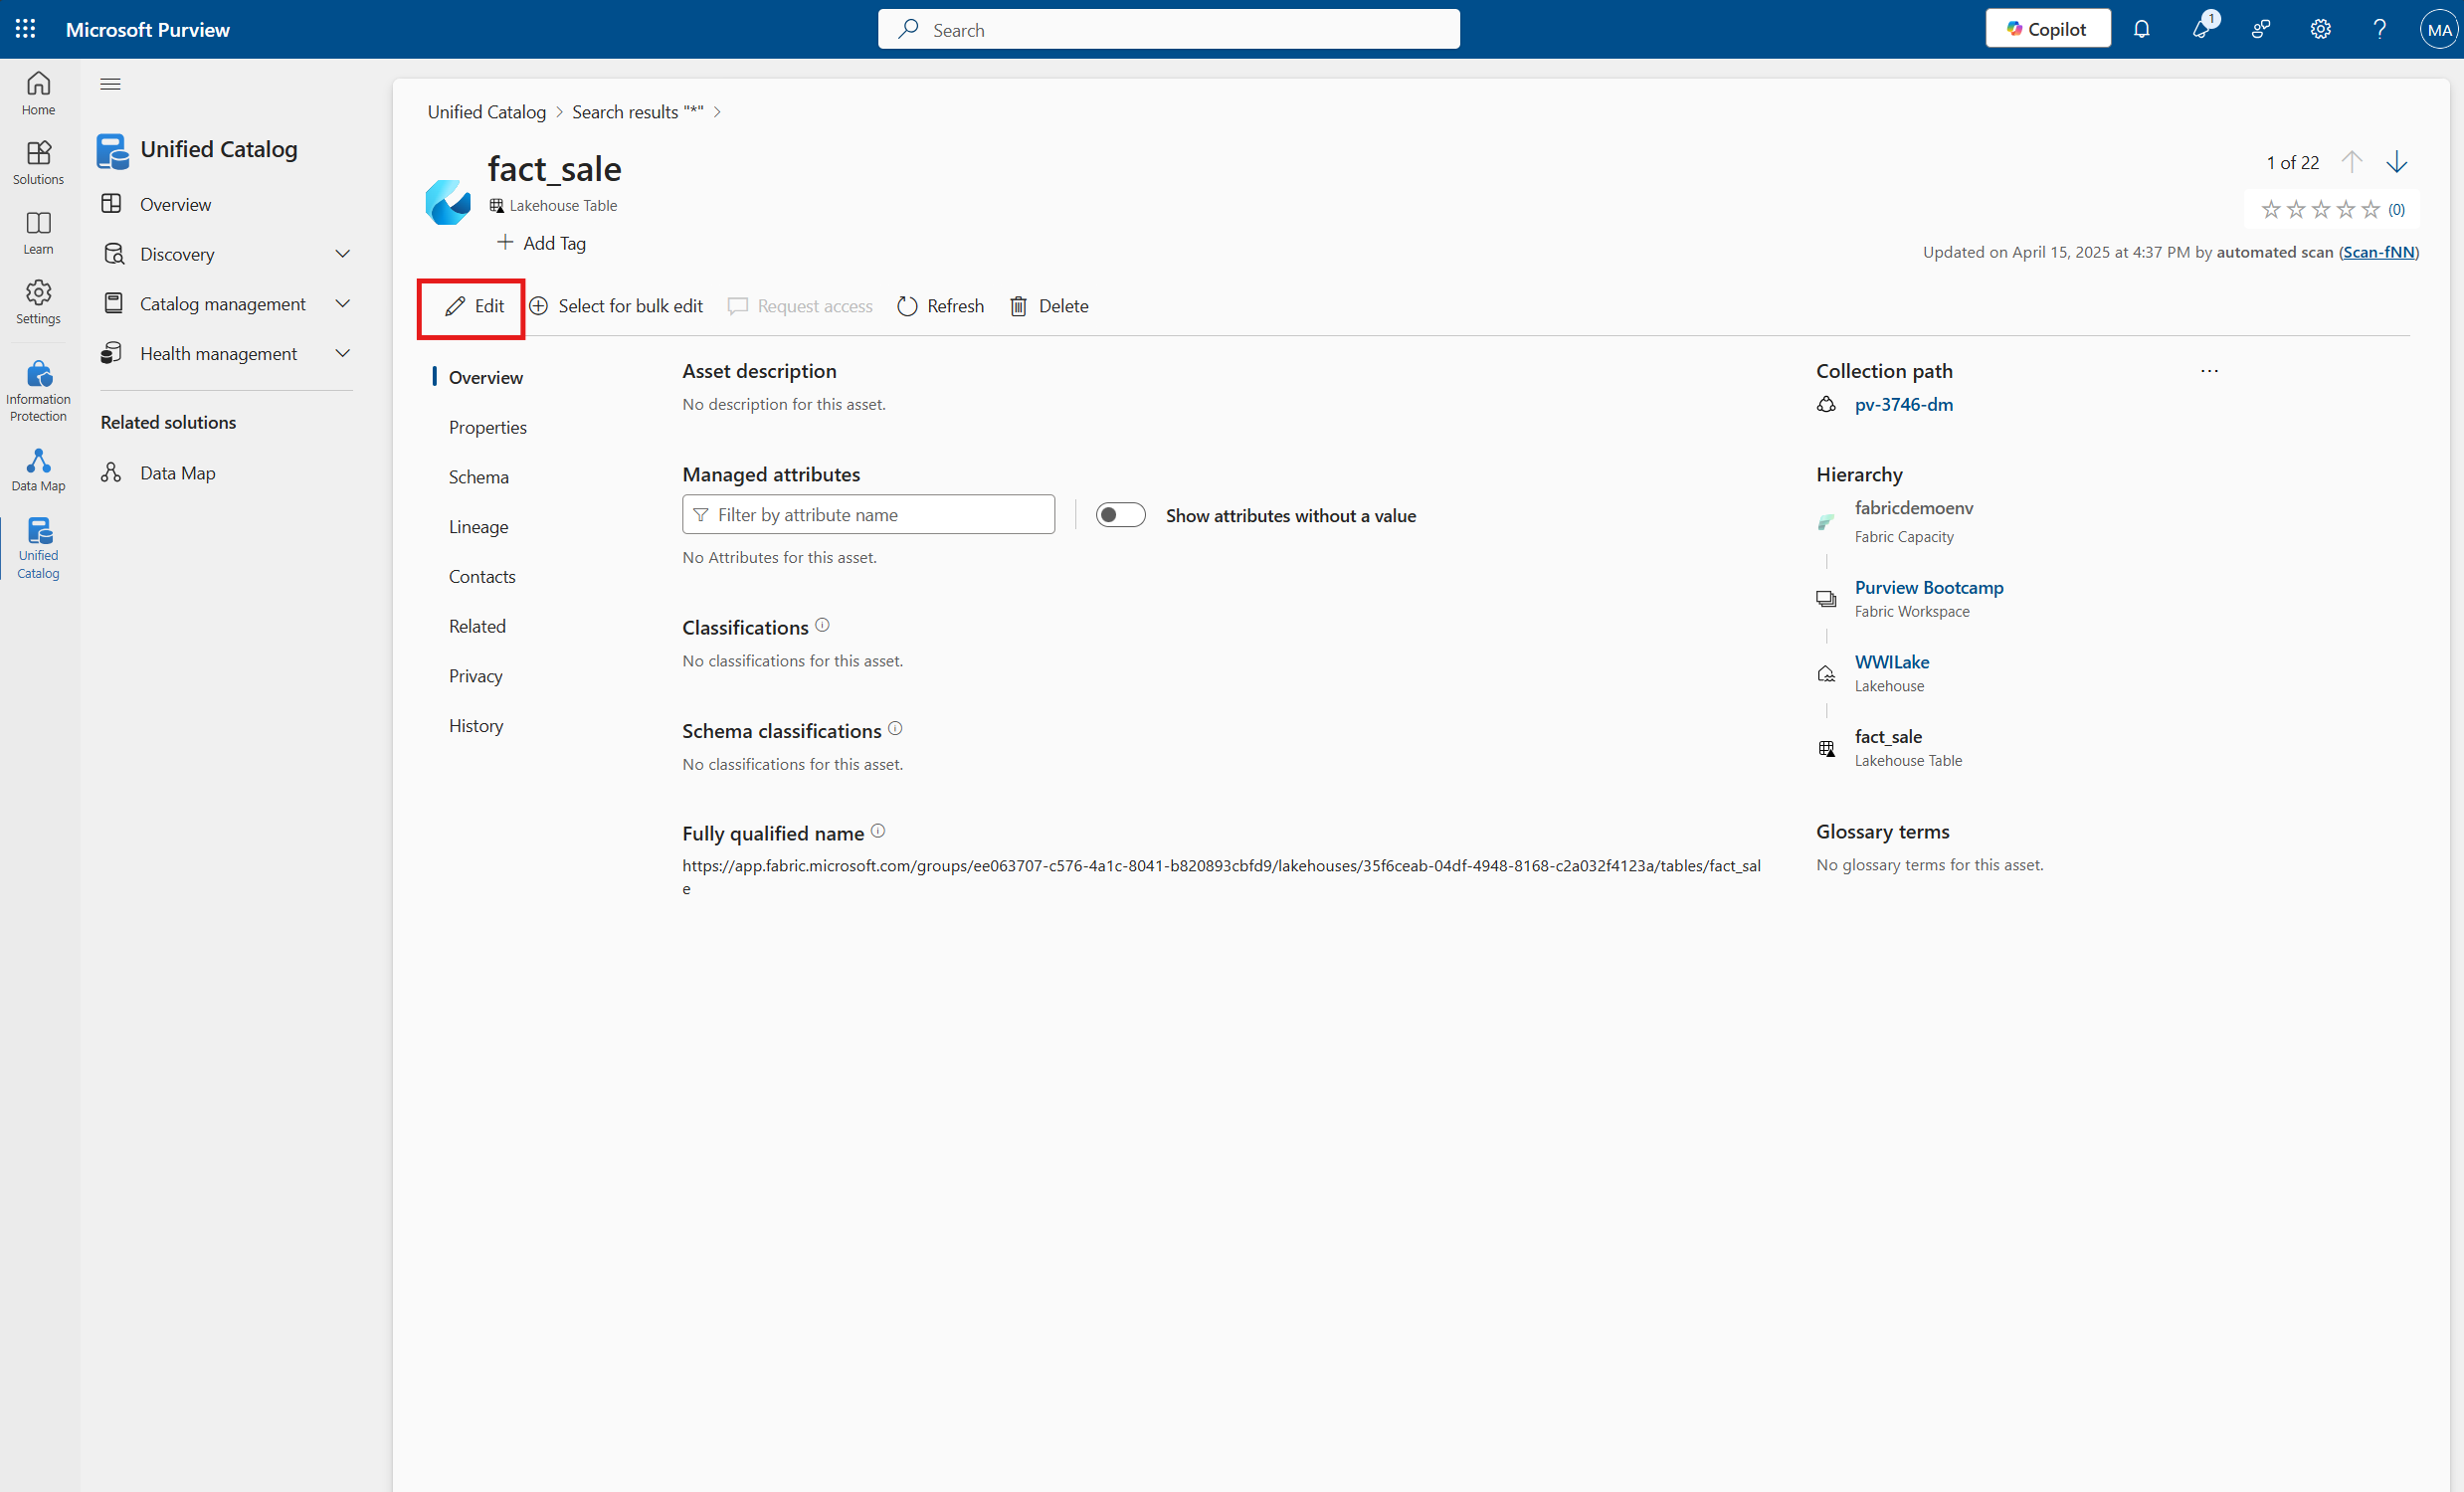 Microsoft Purview
Search
Copilot
1
MA
Home
Solutions
Learn
Settings
Information
Protection
Data Map
Unified
Catalog
Unified Catalog
Overview
Discovery
Catalog management
Health management
Related solutions
Data Map
Unified Catalog > Search results "*" >
fact_sale
Lakehouse Table
Add Tag
1 of 22
(0)
Updated on April 15, 2025 at 4:37 PM by automated scan (Scan-fNN)
Edit
Select for bulk edit
Request access
Refresh
Delete
Overview
Properties
Schema
Lineage
Contacts
Related
Privacy
History
Asset description
No description for this asset.
Managed attributes
Filter by attribute name
Show attributes without a value
No Attributes for this asset.
Classifications
No classifications for this asset.
Schema classifications
No classifications for this asset.
Fully qualified name
https://app.fabric.microsoft.com/groups/ee063707-c576-4a1c-8041-b820893cbfd9/lakehouses/35f6ceab-04df-4948-8168-c2a032f4123a/tables/fact_sal
e
Collection path
...
pv-3746-dm
Hierarchy
fabricdemoenv
Fabric Capacity
Purview Bootcamp
Fabric Workspace
WWILake
Lakehouse
fact_sale
Lakehouse Table
Glossary terms
No glossary terms for this asset.